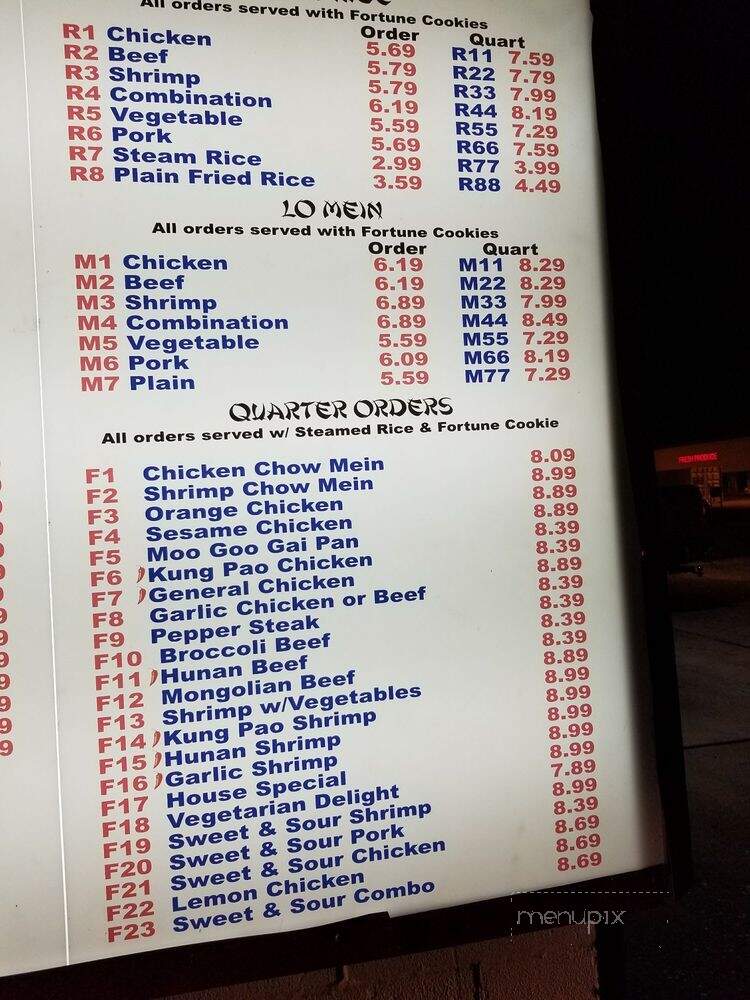 All orders served with Fortune Cookies
Order Quart
R1 Chicken 5.69 R11 7.59
R2 Beef 5.79 R22 7.79
R3 Shrimp 5.79 R33 7.99
R4 Combination 6.19 R44 8.19
R5 Vegetable 5.59 R55 7.29
R6 Pork 5.69 R66 7.59
R7 Steam Rice 2.99 R77 3.99
R8 Plain Fried Rice 3.59 R88 4.49
LO MEIN
All orders served with Fortune Cookies
Order Quart
M1 Chicken 6.19 M11 8.29
M2 Beef 6.19 M22 8.29
M3 Shrimp 6.89 M33 7.99
M4 Combination 6.89 M44 8.49
M5 Vegetable 5.59 M55 7.29
M6 Pork 6.09 M66 8.19
M7 Plain 5.59 M77 7.29
QUARTER ORDERS
All orders served w/ Steamed Rice & Fortune Cookie
F1 Chicken Chow Mein 8.09
F2 Shrimp Chow Mein 8.99
F3 Orange Chicken 8.89
F4 Sesame Chicken 8.89
F5 Moo Goo Gai Pan 8.39
F6 Kung Pao Chicken 8.39
F7 General Chicken 8.89
F8 Garlic Chicken or Beef 8.39
F9 Pepper Steak 8.39
F10 Broccoli Beef 8.39
F11 Hunan Beef 8.39
F12 Mongolian Beef 8.89
F13 Shrimp w/Vegetables 8.99
F14 Kung Pao Shrimp 8.99
F15 Hunan Shrimp 8.99
F16 Garlic Shrimp 8.99
F17 House Special 8.99
F18 Vegetarian Delight 7.89
F19 Sweet & Sour Shrimp 8.99
F20 Sweet & Sour Pork 8.39
F21 Sweet & Sour Chicken 8.69
F22 Lemon Chicken 8.69
F23 Sweet & Sour Combo 8.69
FRESH PRODUCE
menupix